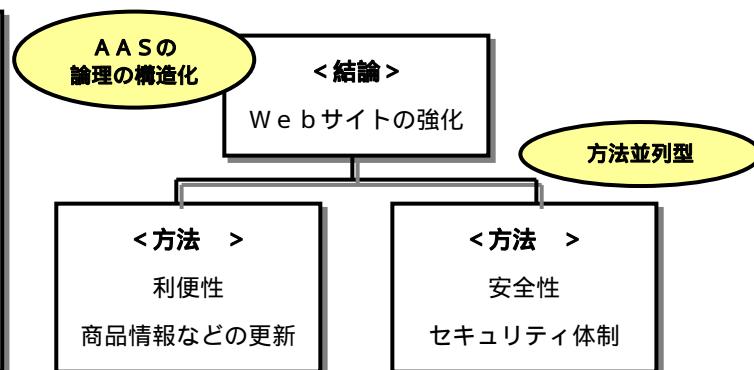 ＡＡＳの
論理の構造化
＜結論＞
Ｗｅｂサイトの強化
方法並列型
＜方法　＞
利便性
商品情報などの更新
＜方法　＞
安全性
セキュリティ体制